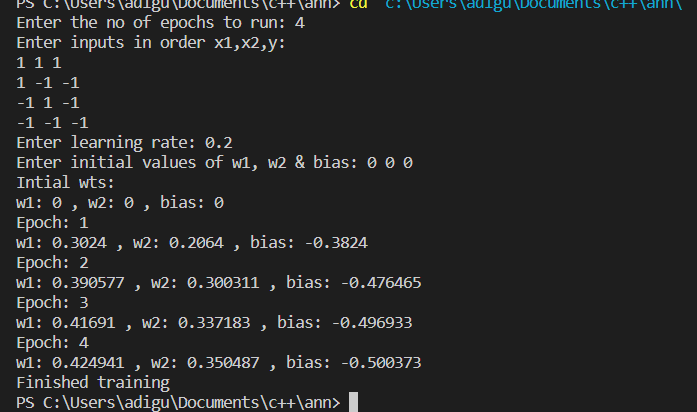 PS C:\Users\adigu\Documents\c++\ann> cd "c:\Users\adigu\Documents\c++\ann\
Enter the no of epochs to run: 4
Enter inputs in order x1,x2,y:
1 1 1
1 -1 -1
-1 1 -1
-1 -1 -1
Enter learning rate: 0.2
Enter initial values of w1, w2 & bias: 0 0 0
Intial wts:
w1: 0 , w2: 0 , bias: 0
Epoch: 1
w1: 0.3024 , w2: 0.2064 , bias: -0.3824
Epoch: 2
w1: 0.390577 , w2: 0.300311 , bias: -0.476465
Epoch: 3
w1: 0.41691 , w2: 0.337183 , bias: -0.496933
Epoch: 4
w1: 0.424941 , w2: 0.350487 , bias: -0.500373
Finished training
PS C:\Users\adigu\Documents\c++\ann>